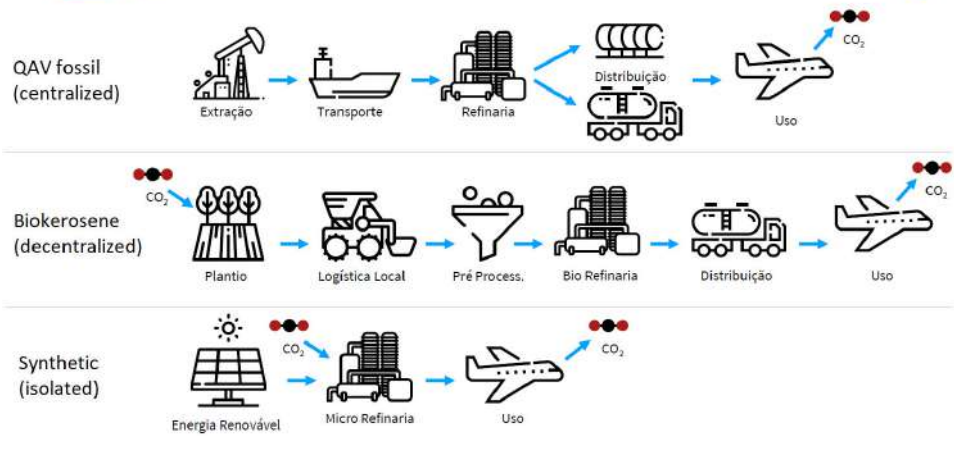 QAV fossil
(centralized)
Extração
Transporte
Refinaria
Distribuição
Uso
CO₂
Biokerosene
(decentralized)
CO₂
Plantio
Logística Local
Pré Process.
Bio Refinaria
Distribuição
Uso
CO₂
Synthetic
(isolated)
Energia Renovável
CO₂
Micro Refinaria
Uso
CO₂